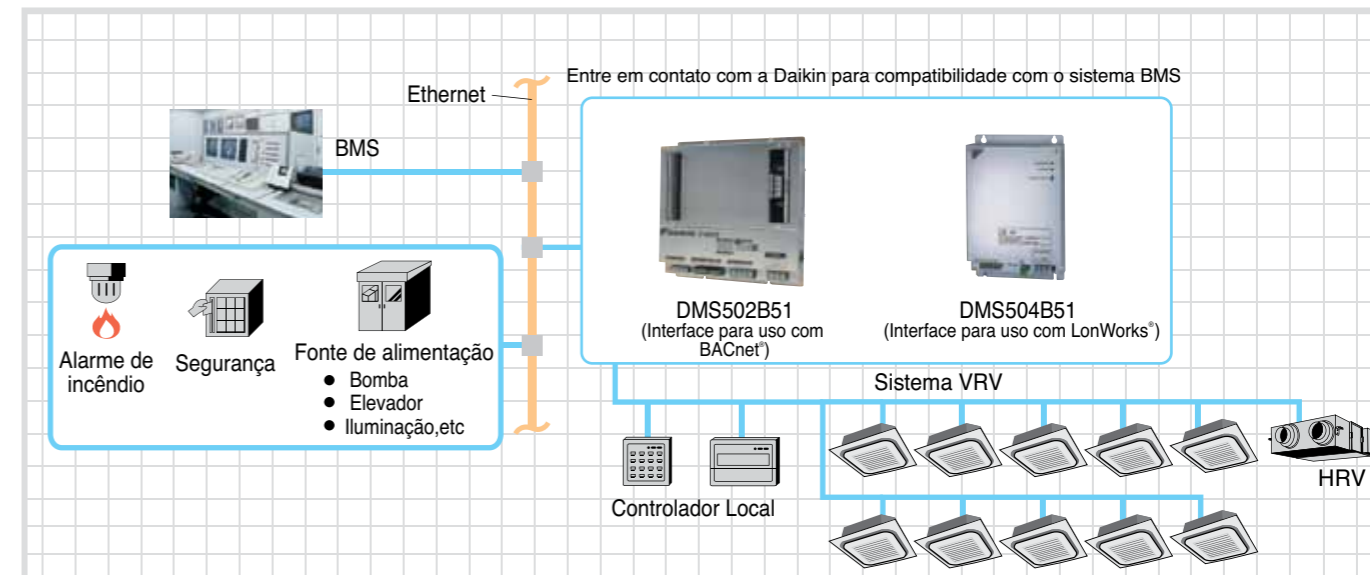 Entre em contato com a Daikin para compatibilidade com o sistema BMS
Ethernet
BMS
DMS502B51
(Interface para uso com
BACnet®)
DMS504B51
(Interface para uso com LonWorks®)
Alarme de
incêndio
Segurança
Fonte de alimentação
● Bomba
● Elevador
● Iluminação,etc
Sistema VRV
Controlador Local
HRV